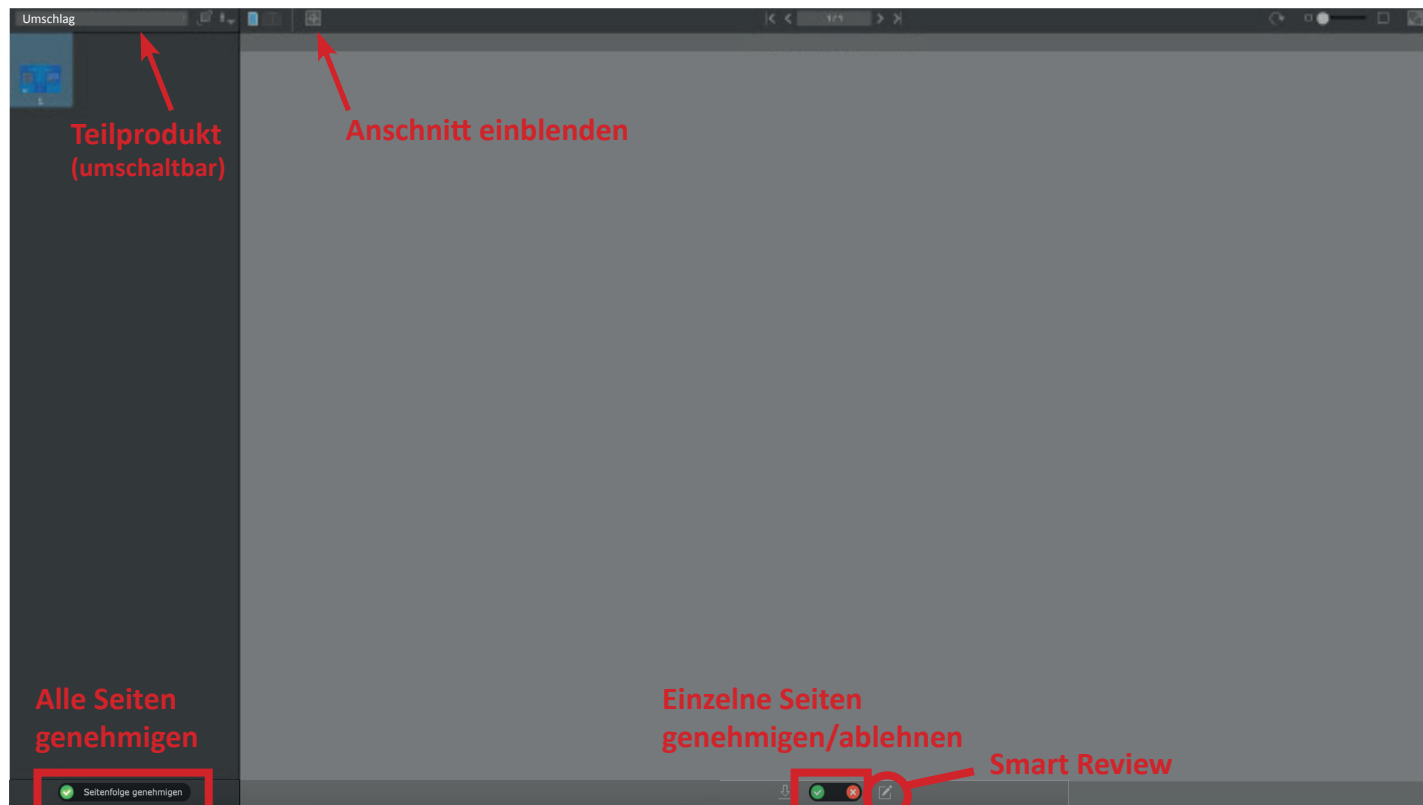 Umschlag
1/1
Teilprodukt
(umschaltbar)
Anschnitt einblenden
Alle Seiten
genehmigen
Einzelne Seiten
genehmigen/ablehnen
Smart Review
Seitenfolge genehmigen